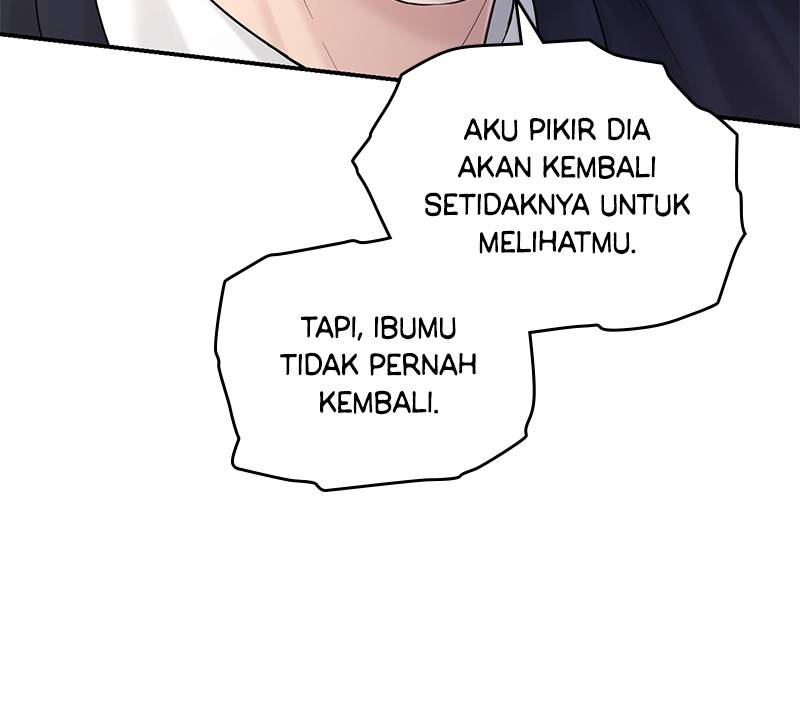 AKU PIKIR DIA
AKAN KEMBALI
SETIDAKNYA UNTUK
MELIHATMU.
TAPI, IBUMU
TIDAK PERNAH
KEMBALI.